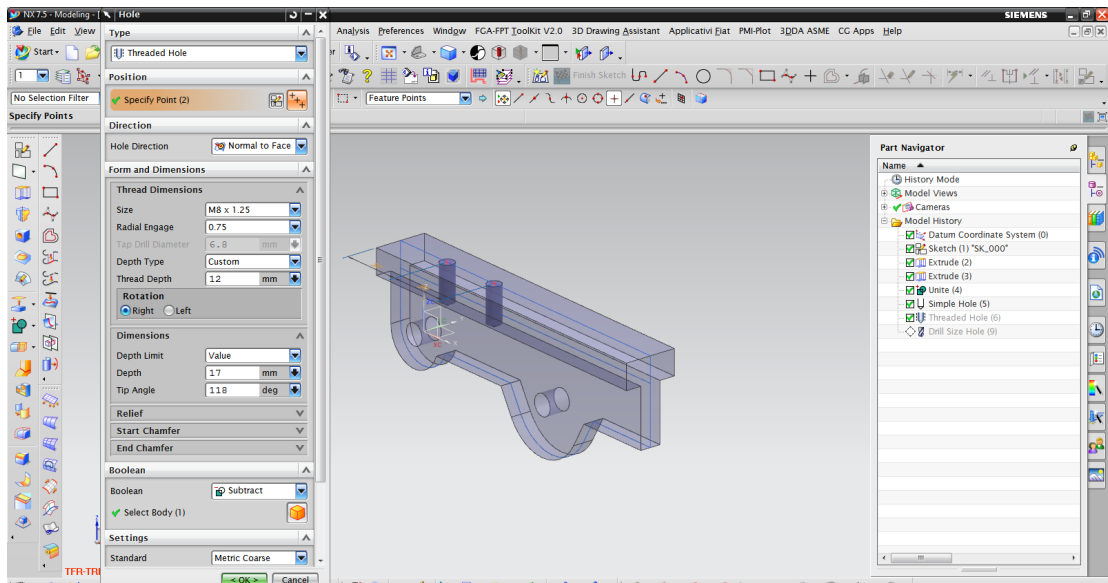 NX 7.5 - Modeling - [
Hole
SIEMENS
File Edit View
Type
Analysis Preferences Window FCA-FPT ToolKit V2.0 3D Drawing Assistant Applicativi Fiat PMI-Plot 3DDA ASME CG Apps Help
Start
Threaded Hole
1
Position
Finish Sketch
No Selection Filter
Specify Point (2)
Feature Points
Specify Points
Direction
Hole Direction
Normal to Face
Part Navigator
Name
Form and Dimensions
History Mode
Thread Dimensions
Model Views
Size
M8 x 1.25
Cameras
Radial Engage
0.75
Model History
Tap Drill Diameter
6.8 mm
Datum Coordinate System (0)
Sketch (1) "SK_000"
Depth Type
Custom
Extrude (2)
Thread Depth
12 mm
Extrude (3)
Rotation
Unite (4)
Right Left
Simple Hole (5)
Threaded Hole (6)
Drill Size Hole (9)
Dimensions
Depth Limit
Value
Depth
17 mm
Tip Angle
118 deg
Relief
Start Chamfer
End Chamfer
Boolean
Boolean
Subtract
Select Body (1)
Settings
Standard
Metric Coarse
TFR-TRI
< OK > Cancel